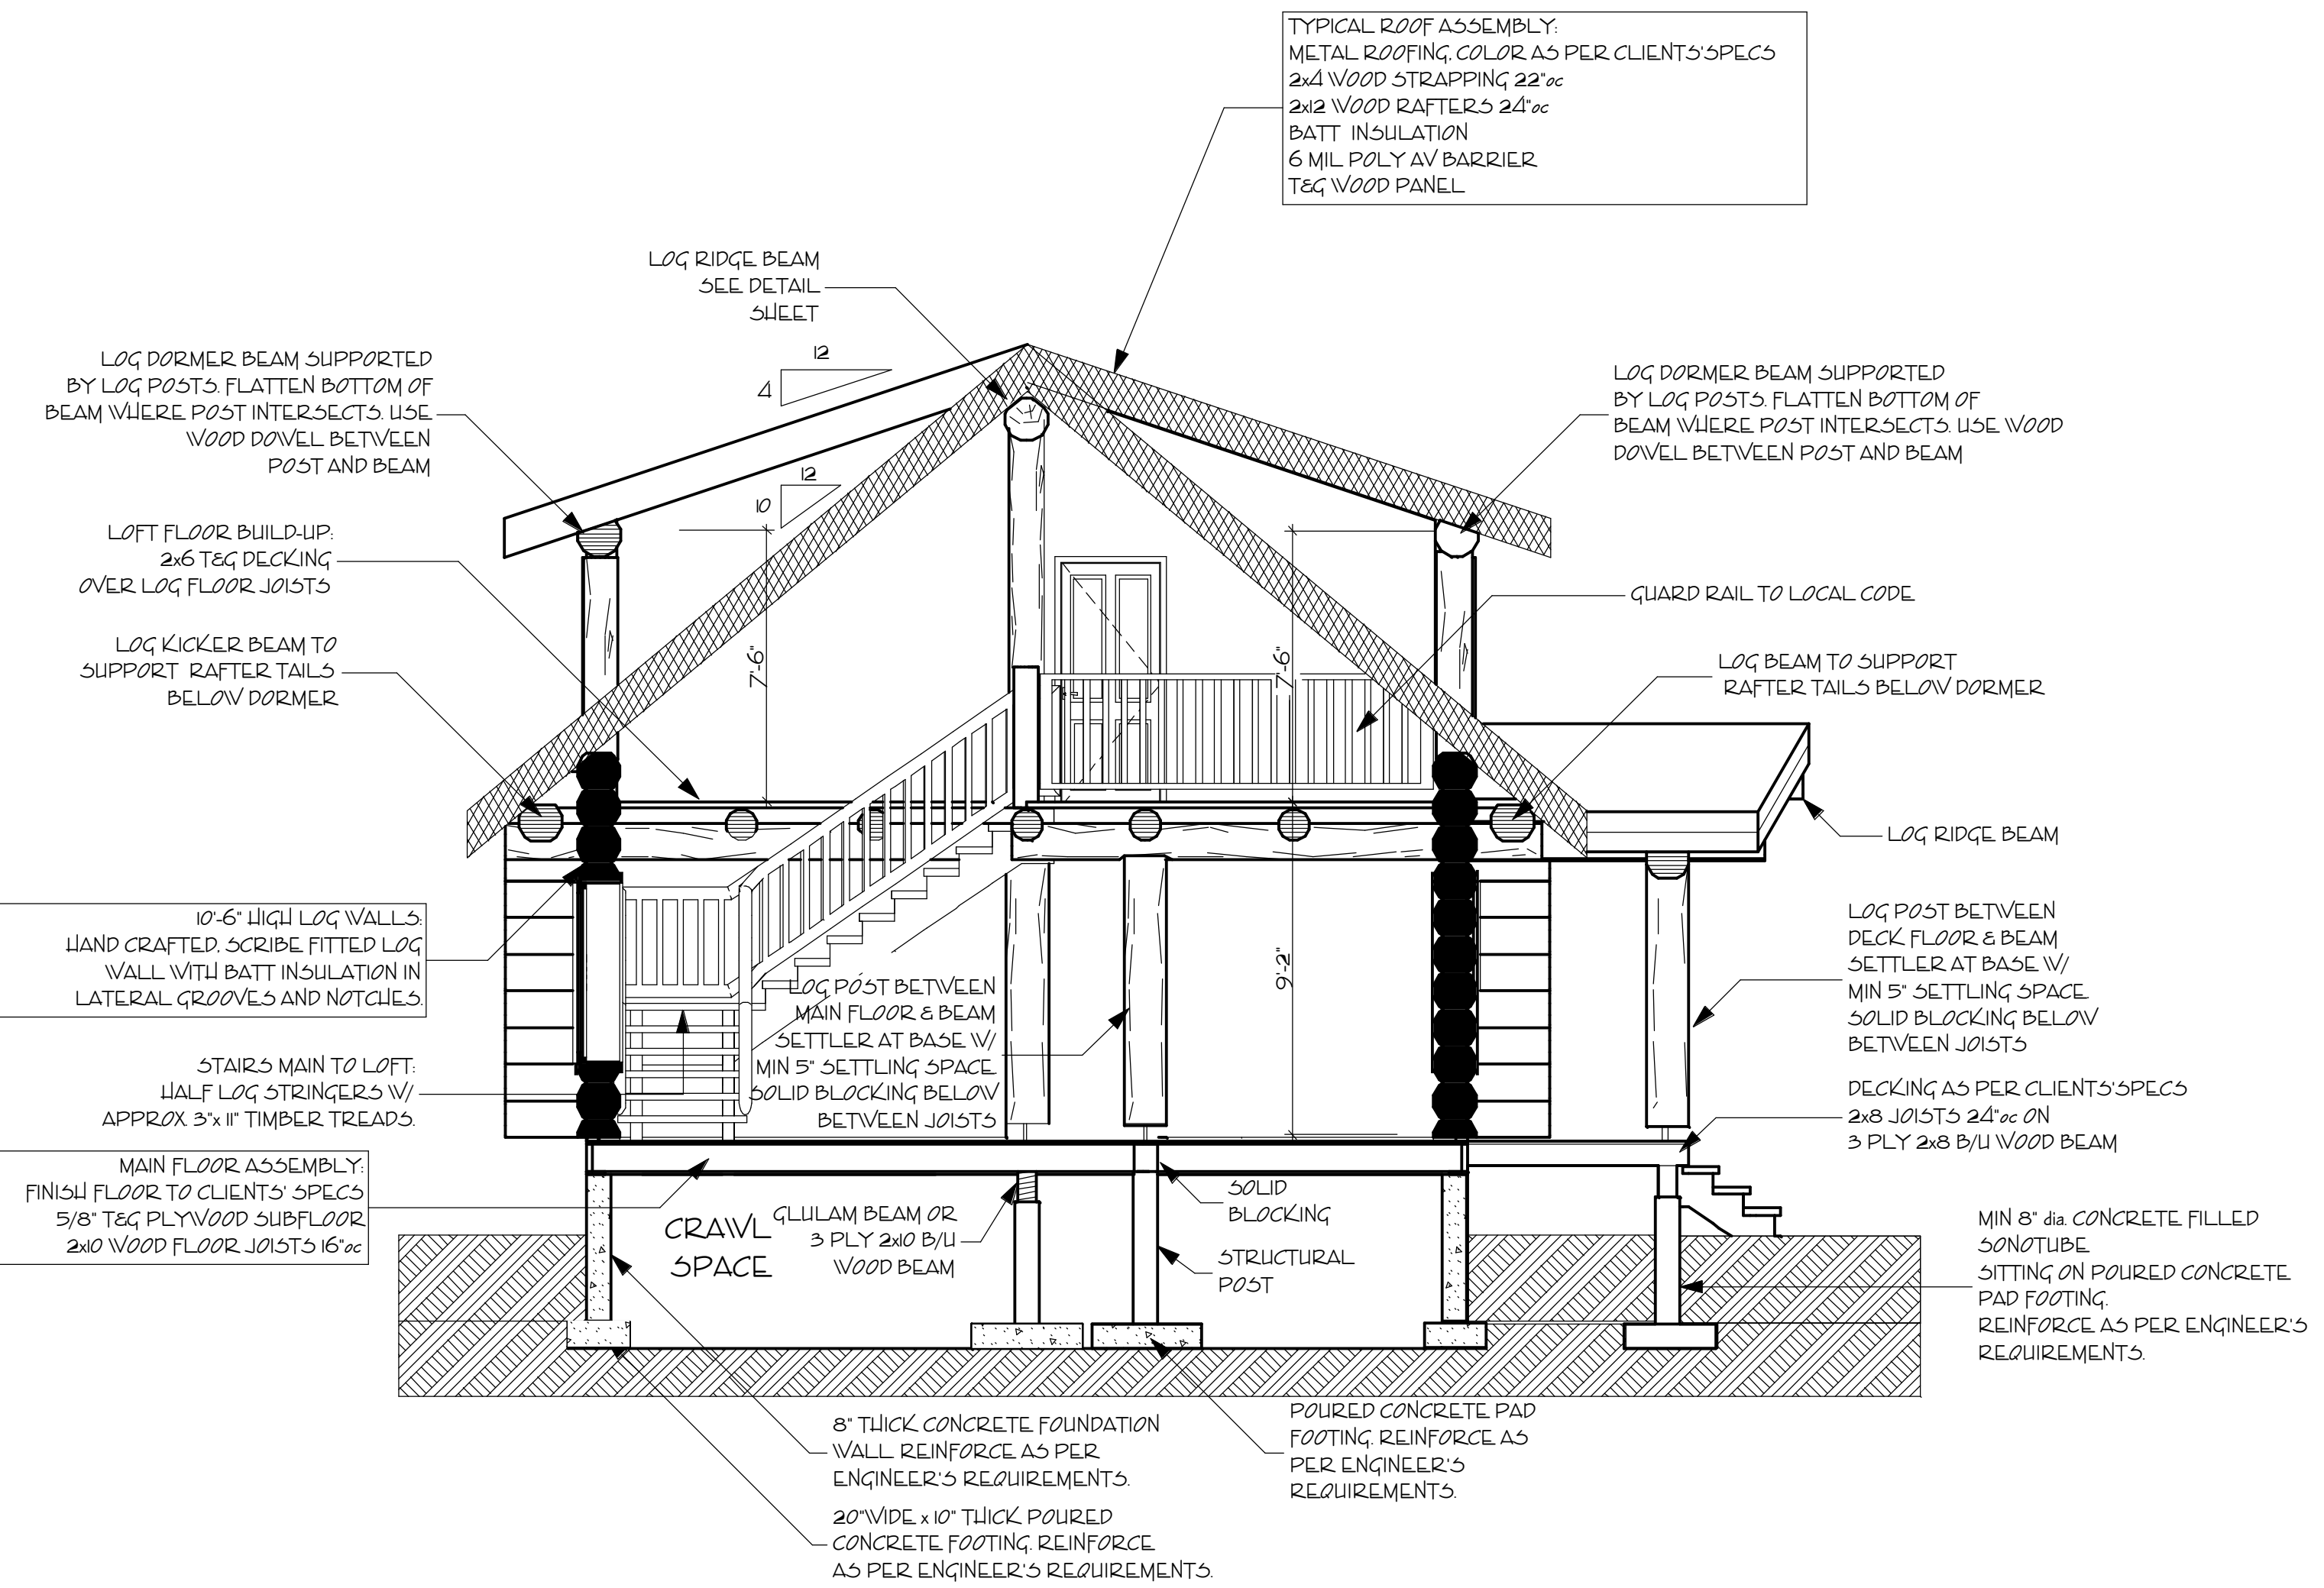 TYPICAL ROOF ASSEMBLY:
METAL ROOFING, COLOR AS PER CLIENTS'SPECS
2x4 WOOD STRAPPING 22"oc
2x12 WOOD RAFTERS 24"oc
BATT INSULATION
6 MIL POLY AV BARRIER
T&G WOOD PANEL
LOG RIDGE BEAM
SEE DETAIL
SHEET
12
4
12
10
LOG DORMER BEAM SUPPORTED
BY LOG POSTS. FLATTEN BOTTOM OF
BEAM WHERE POST INTERSECTS. USE
WOOD DOWEL BETWEEN
POST AND BEAM
LOG DORMER BEAM SUPPORTED
BY LOG POSTS. FLATTEN BOTTOM OF
BEAM WHERE POST INTERSECTS. USE WOOD
DOWEL BETWEEN POST AND BEAM
LOFT FLOOR BUILD-UP:
2x6 T&G DECKING
OVER LOG FLOOR JOISTS
GUARD RAIL TO LOCAL CODE
LOG KICKER BEAM TO
SUPPORT RAFTER TAILS
BELOW DORMER
7'-6"
7'-6"
LOG BEAM TO SUPPORT
RAFTER TAILS BELOW DORMER
LOG RIDGE BEAM
10'-6" HIGH LOG WALLS:
HAND CRAFTED, SCRIBE FITTED LOG
WALL WITH BATT INSULATION IN
LATERAL GROOVES AND NOTCHES.
LOG POST BETWEEN
MAIN FLOOR & BEAM
SETTLER AT BASE W/
MIN 5" SETTLING SPACE
SOLID BLOCKING BELOW
BETWEEN JOISTS
9'-2"
LOG POST BETWEEN
DECK FLOOR & BEAM
SETTLER AT BASE W/
MIN 5" SETTLING SPACE
SOLID BLOCKING BELOW
BETWEEN JOISTS
STAIRS MAIN TO LOFT:
HALF LOG STRINGERS W/
APPROX. 3"x 11" TIMBER TREADS.
DECKING AS PER CLIENTS'SPECS
2x8 JOISTS 24"oc ON
3 PLY 2x8 B/U WOOD BEAM
MAIN FLOOR ASSEMBLY:
FINISH FLOOR TO CLIENTS' SPECS
5/8" T&G PLYWOOD SUBFLOOR
2x10 WOOD FLOOR JOISTS 16"oc
CRAWL
SPACE
GLULAM BEAM OR
3 PLY 2x10 B/U
WOOD BEAM
SOLID
BLOCKING
STRUCTURAL
POST
MIN 8" dia. CONCRETE FILLED
SONOTUBE
SITTING ON POURED CONCRETE
PAD FOOTING.
REINFORCE AS PER ENGINEER'S
REQUIREMENTS.
8" THICK CONCRETE FOUNDATION
WALL REINFORCE AS PER
ENGINEER'S REQUIREMENTS.
POURED CONCRETE PAD
FOOTING. REINFORCE AS
PER ENGINEER'S
REQUIREMENTS.
20"WIDE x 10" THICK POURED
CONCRETE FOOTING. REINFORCE
AS PER ENGINEER'S REQUIREMENTS.